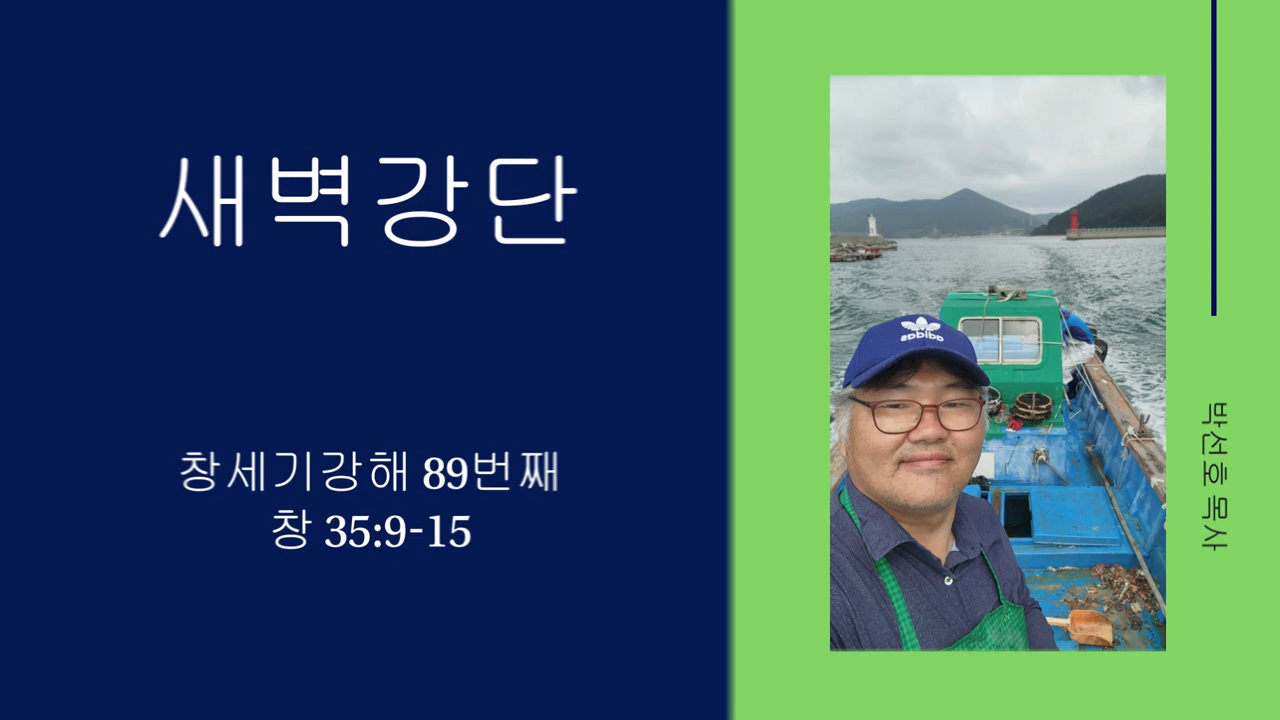 새벽강단
창세기강해 89번째
창 35:9-15
adidas
박선호 목사